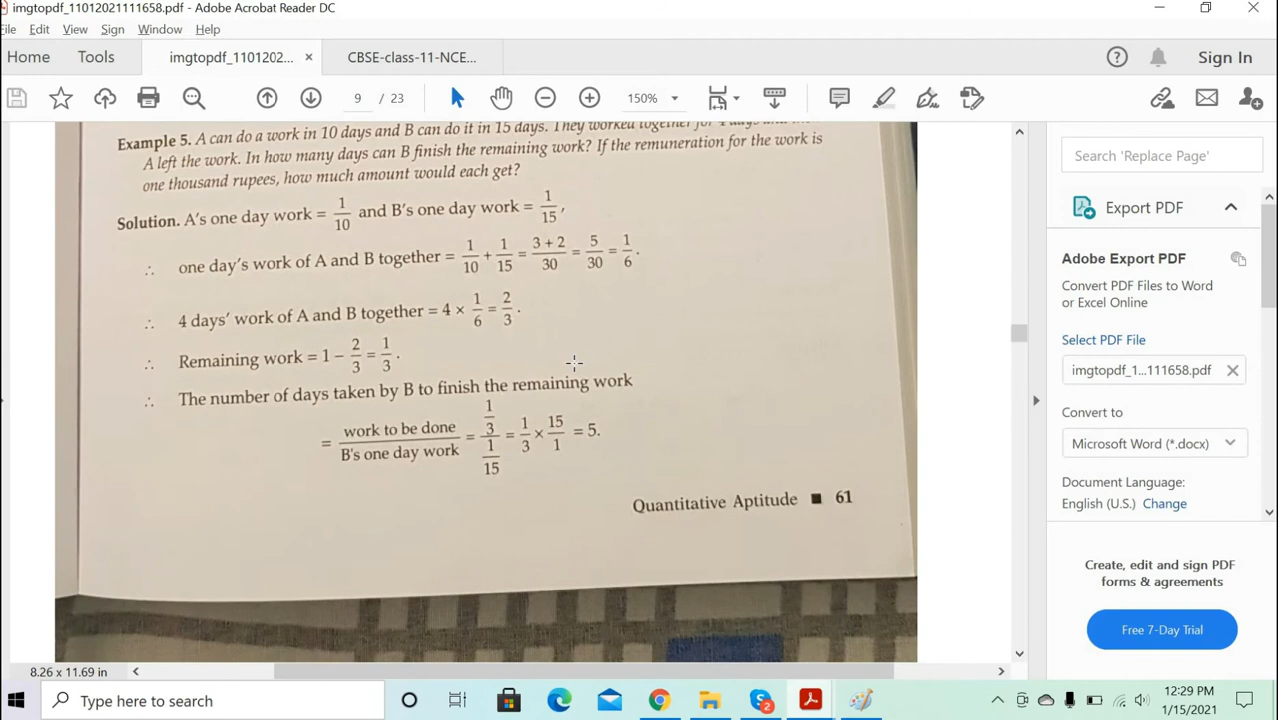 imgtopdf_11012021111658.pdf - Adobe Acrobat Reader DC
File Edit View Sign Window Help
Home Tools imgtopdf_1101202... × CBSE-class-11-NCE... Sign In
9 / 23 150%
Example 5. A can do a work in 10 days and B can do it in 15 days. They worked together for 4 days and
A left the work. In how many days can B finish the remaining work? If the remuneration for the work is
one thousand rupees, how much amount would each get?
Solution. A's one day work = 1/10 and B's one day work = 1/15,
∴ one day's work of A and B together = 1/10 + 1/15 = (3 + 2)/30 = 5/30 = 1/6.
∴ 4 days' work of A and B together = 4 × 1/6 = 2/3.
∴ Remaining work = 1 − 2/3 = 1/3.
∴ The number of days taken by B to finish the remaining work
= work to be done / B's one day work = (1/3)/(1/15) = 1/3 × 15/1 = 5.
Quantitative Aptitude ■ 61
8.26 x 11.69 in
Search 'Replace Page'
Export PDF
Adobe Export PDF
Convert PDF Files to Word
or Excel Online
Select PDF File
imgtopdf_1...111658.pdf ×
Convert to
Microsoft Word (*.docx)
Document Language:
English (U.S.) Change
Create, edit and sign PDF
forms & agreements
Free 7-Day Trial
Type here to search
2
12:29 PM
1/15/2021